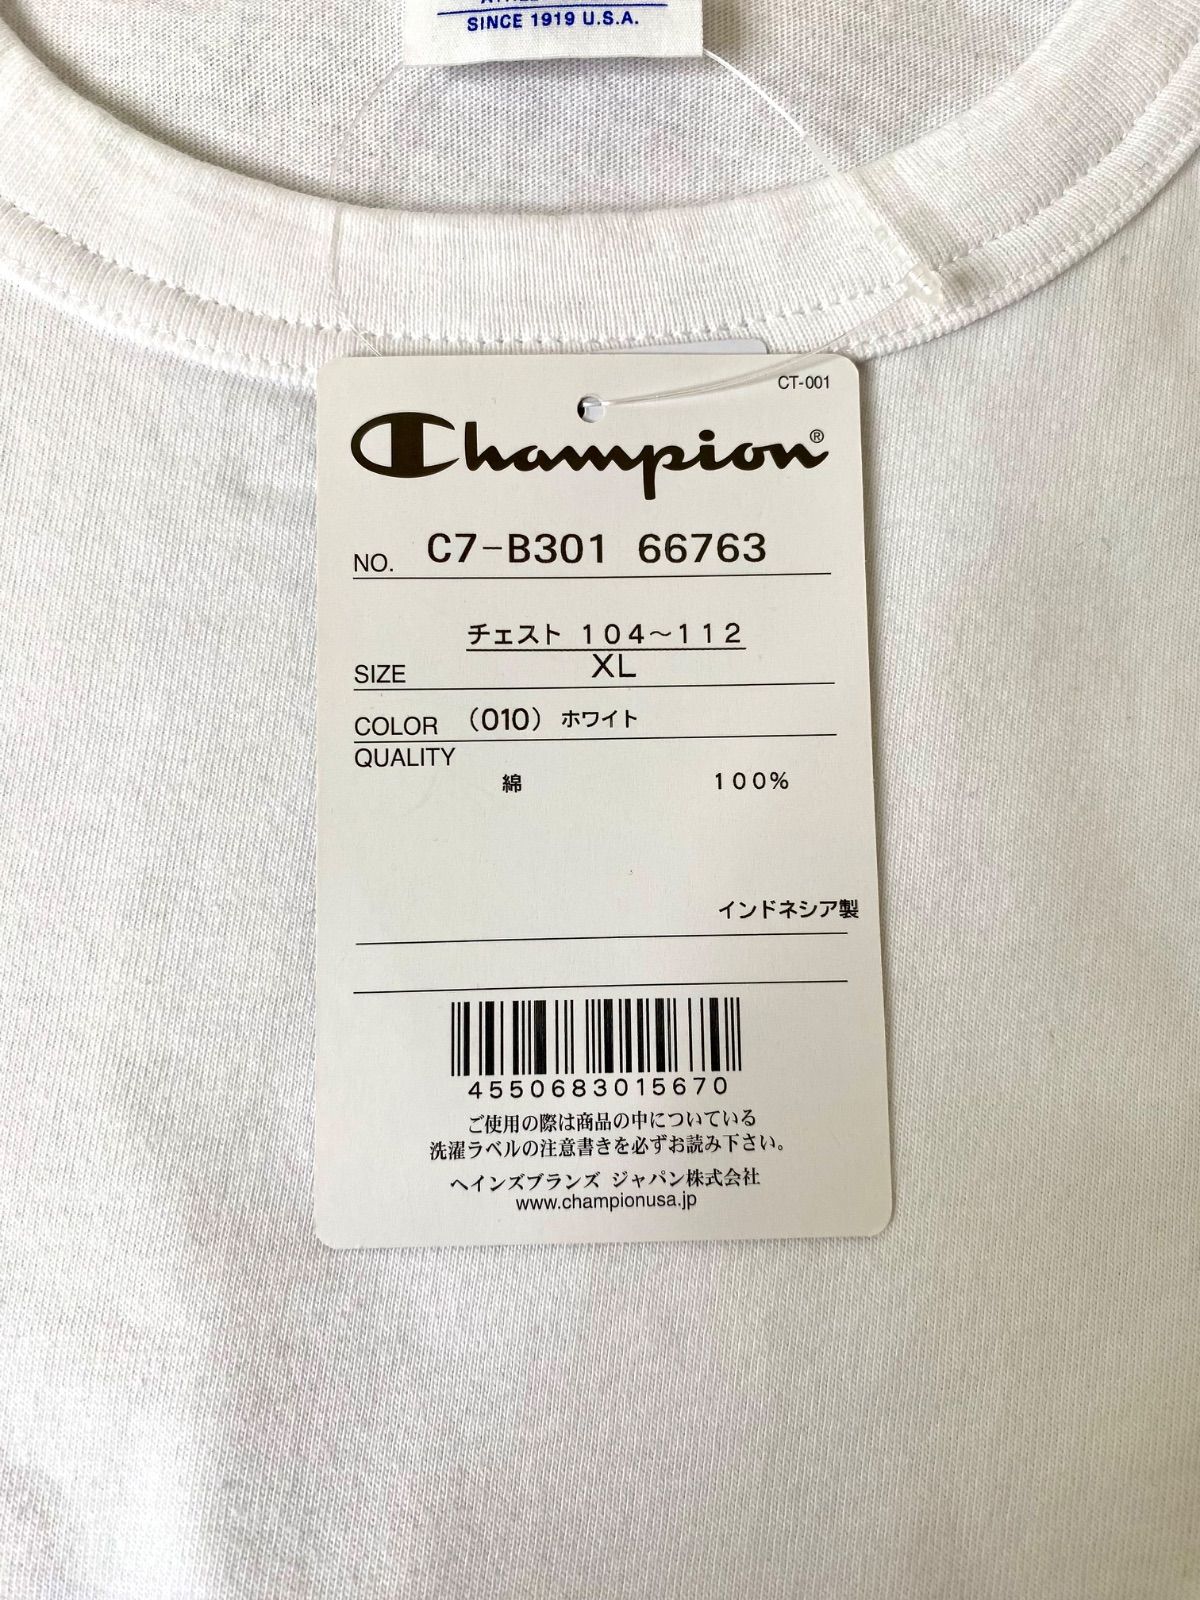 SINCE 1919 U.S.A.
CT-001
Champion®
NO. C7-B301 66763
チェスト 104～112
SIZE XL
COLOR (010) ホワイト
QUALITY
綿 100%
インドネシア製
4550683015670
ご使用の際は商品の中についている
洗濯ラベルの注意書きを必ずお読み下さい。
ヘインズブランズ ジャパン株式会社
www.championusa.jp